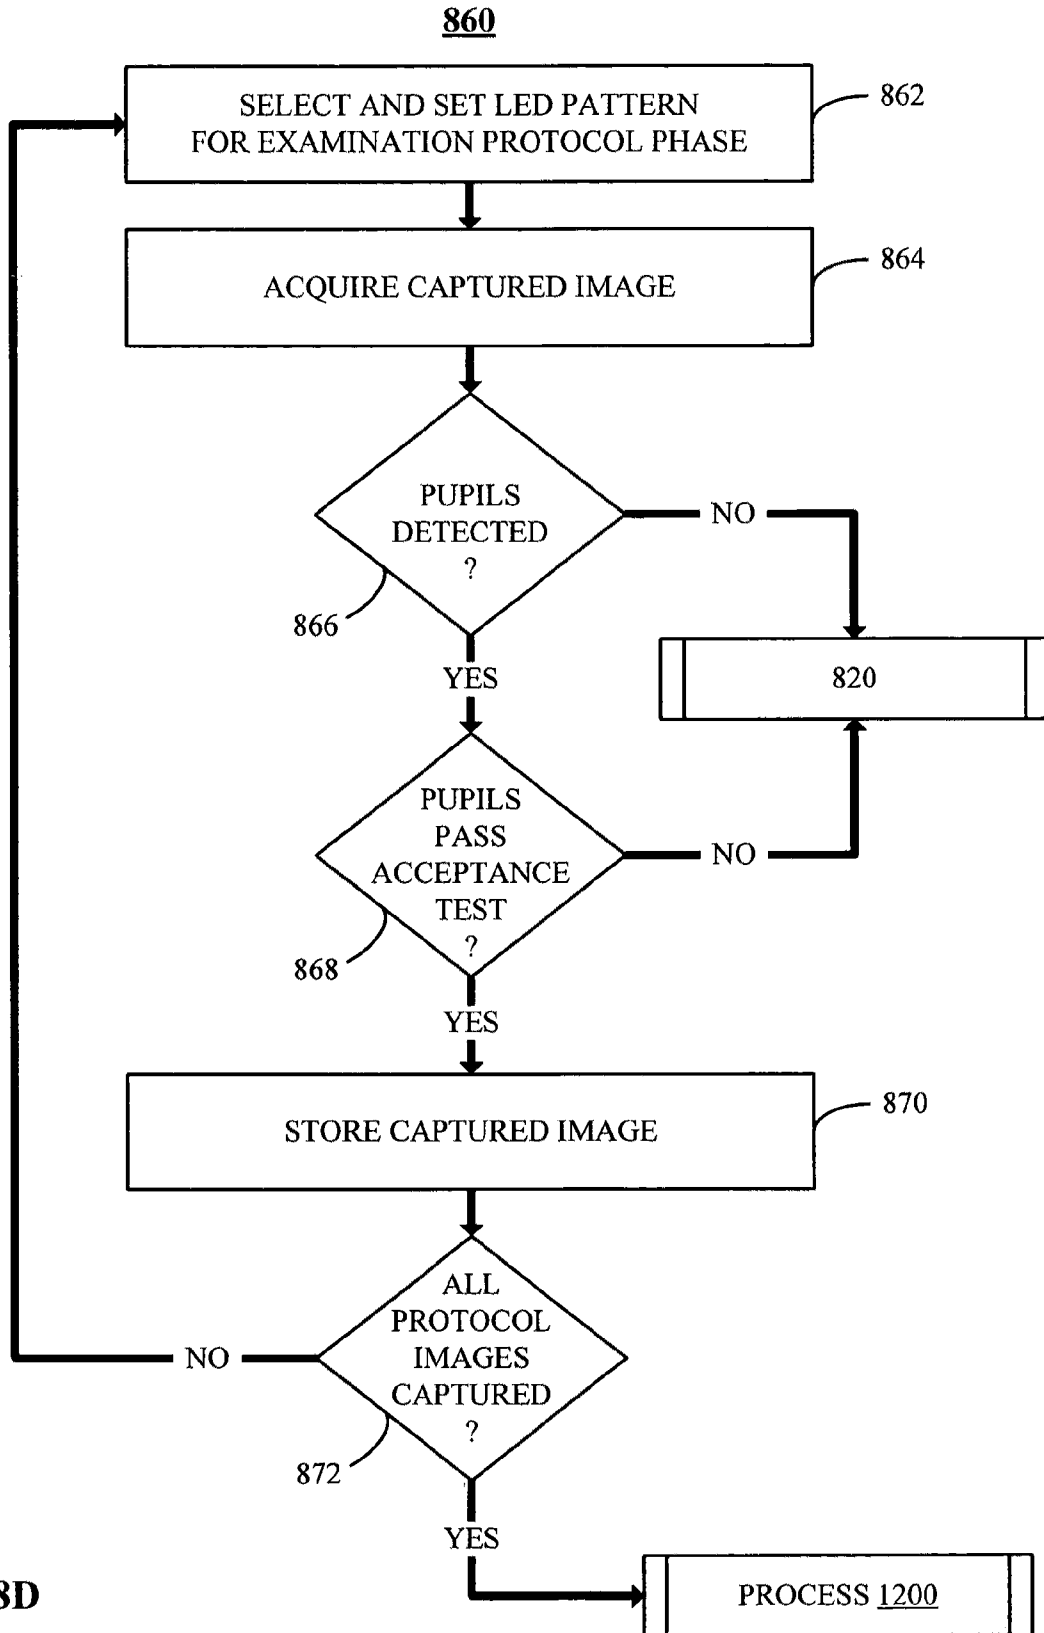 860
SELECT AND SET LED PATTERN
FOR EXAMINATION PROTOCOL PHASE
862
ACQUIRE CAPTURED IMAGE
864
PUPILS
DETECTED
?
NO
866
YES
820
PUPILS
PASS
ACCEPTANCE
TEST
?
NO
868
YES
STORE CAPTURED IMAGE
870
ALL
PROTOCOL
IMAGES
CAPTURED
?
NO
872
YES
PROCESS 1200
8D